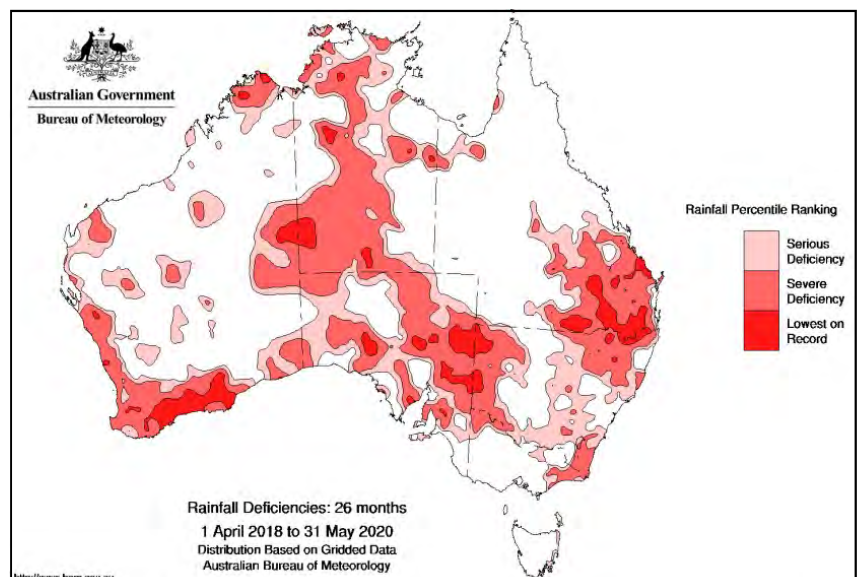 Australian Government
Bureau of Meteorology
Rainfall Percentile Ranking
Serious
Deficiency
Severe
Deficiency
Lowest on
Record
Rainfall Deficiencies: 26 months
1 April 2018 to 31 May 2020
Distribution Based on Gridded Data
Australian Bureau of Meteorology